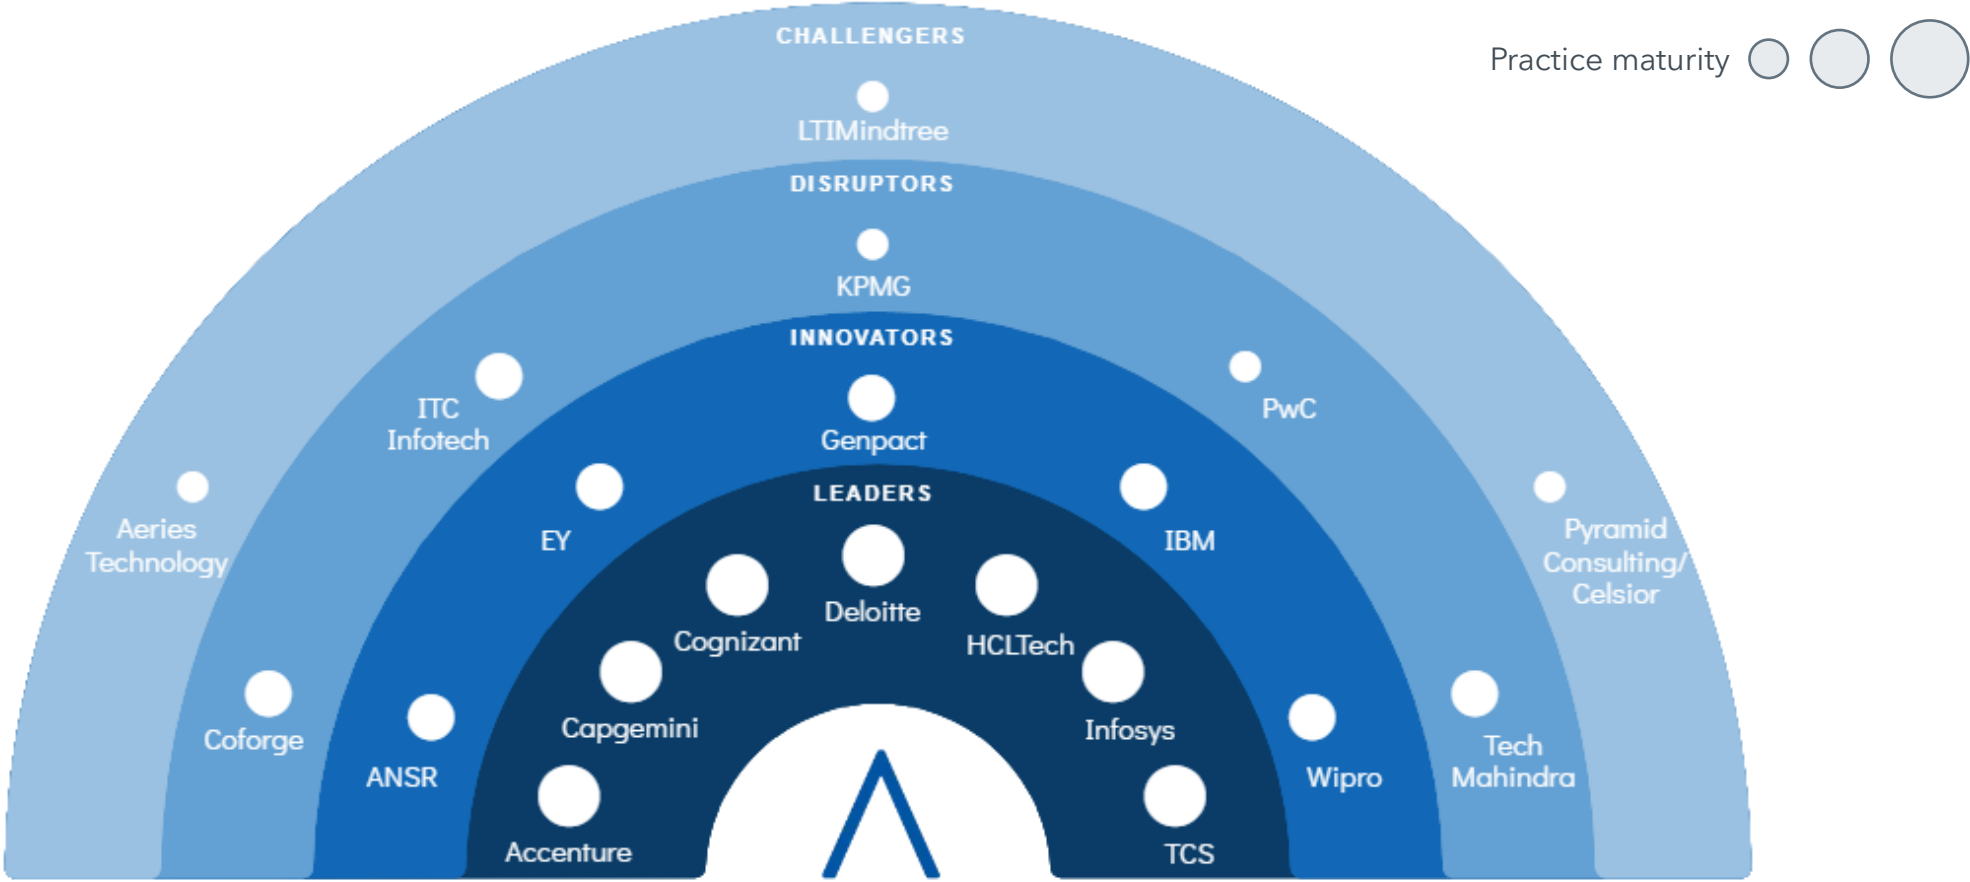 CHALLENGERS
Practice maturity
LTIMindtree
DISRUPTORS
KPMG
INNOVATORS
ITC
Infotech
PwC
Genpact
LEADERS
Aeries
Technology
EY
IBM
Pyramid
Consulting/
Celsior
Deloitte
Cognizant
HCLTech
Capgemini
Infosys
Coforge
Tech
Mahindra
ANSR
Wipro
Accenture
TCS